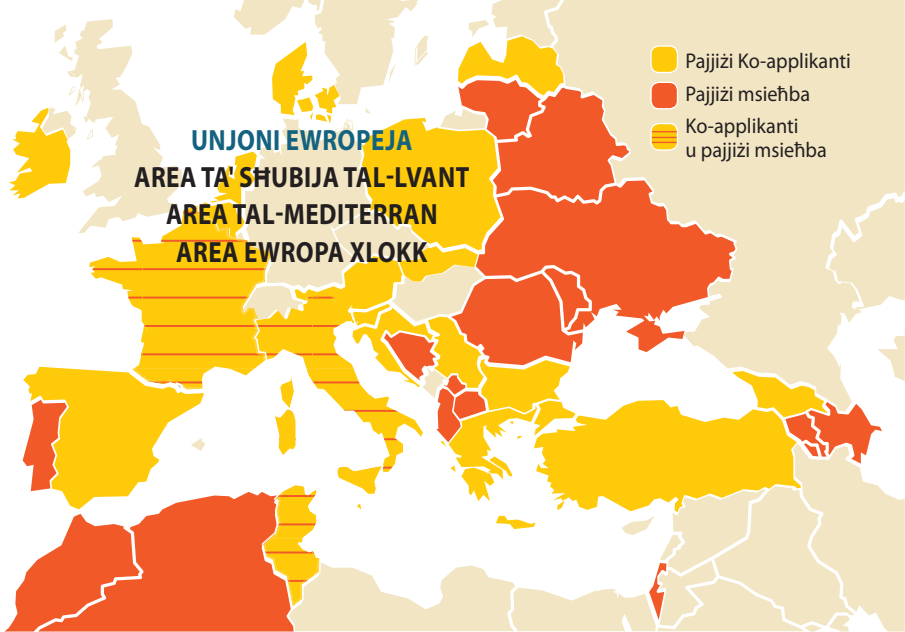 UNJONI EWROPEJA
AREA TA' SĦUBIJA TAL-LVANT
AREA TAL-MEDITERRAN
AREA EWROPA XLOKK
Pajjiżi Ko-applikanti
Pajjiżi msieħba
Ko-applikanti
u pajjiżi msieħba